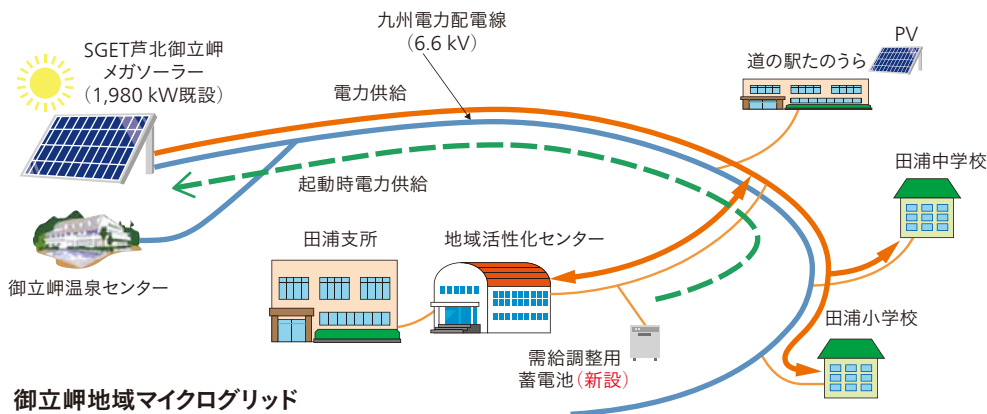 九州電力配電線
（6.6 kV）
SGET芦北御立岬
メガソーラー
（1,980 kW既設）
PV
道の駅たのうら
電力供給
田浦中学校
起動時電力供給
田浦支所
地域活性化センター
御立岬温泉センター
田浦小学校
需給調整用
蓄電池（新設）
御立岬地域マイクログリッド